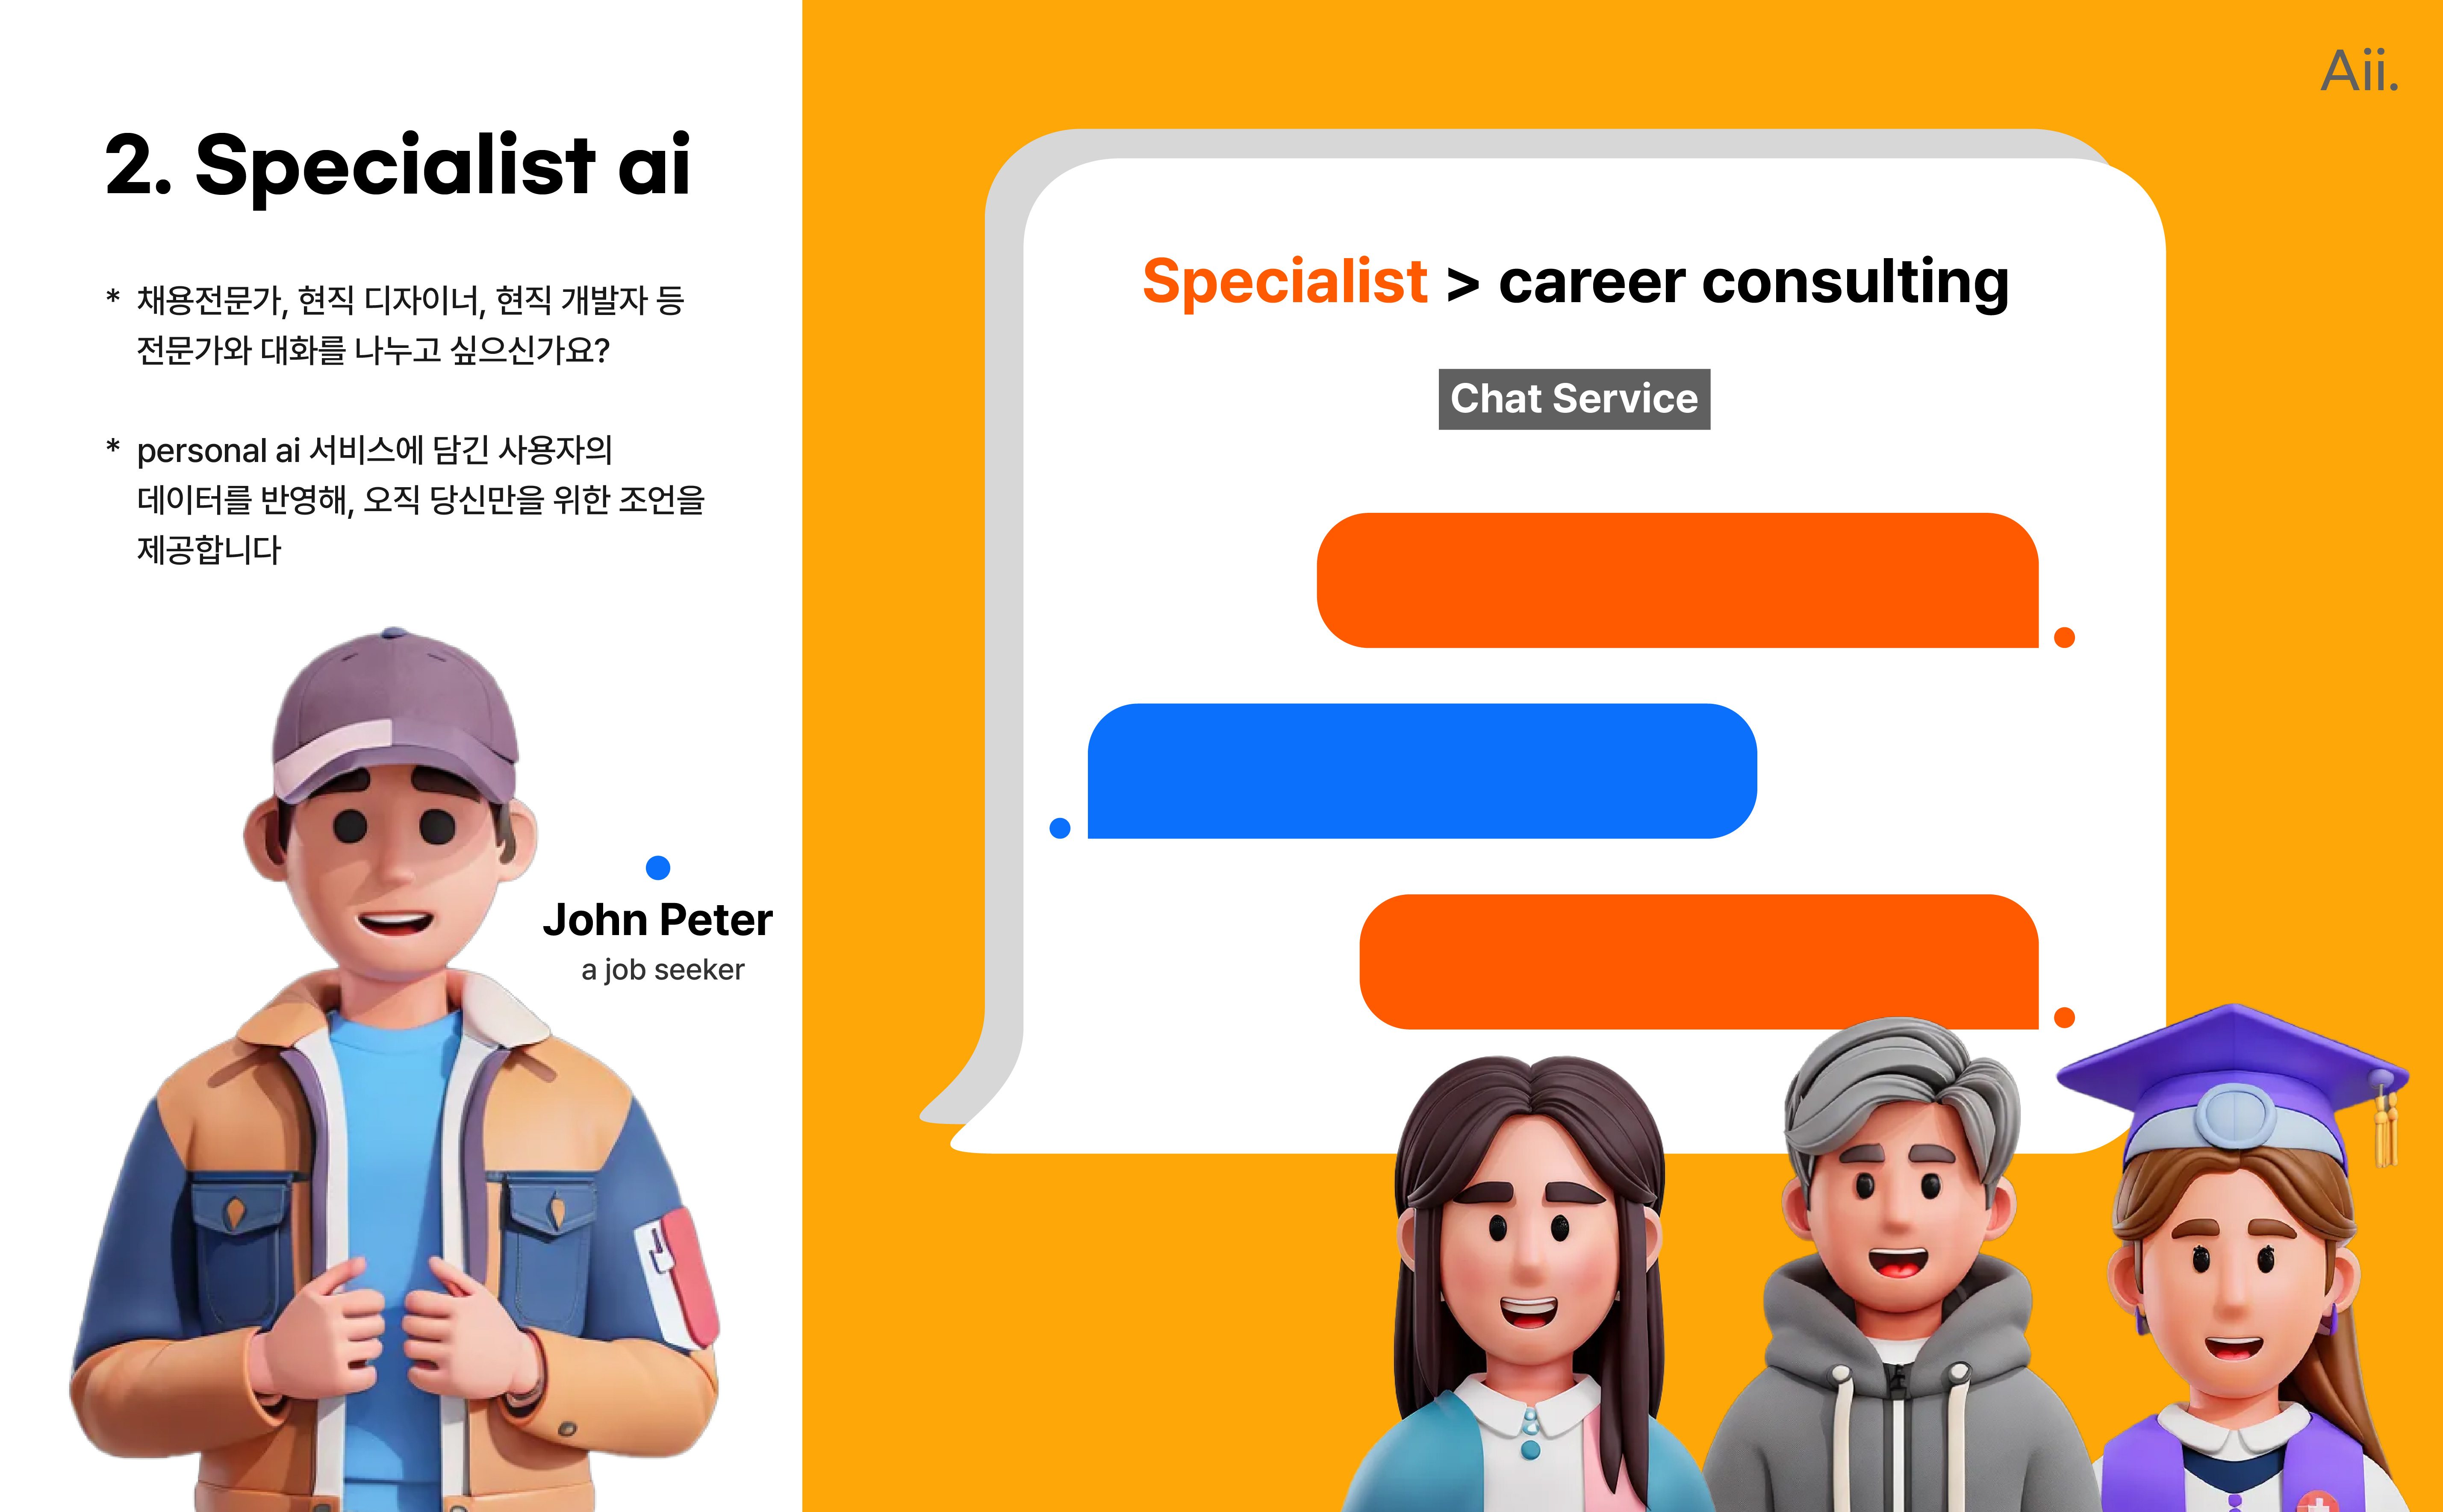 2. Specialist ai
* 채용전문가, 현직 디자이너, 현직 개발자 등
전문가와 대화를 나누고 싶으신가요?
* personal ai 서비스에 담긴 사용자의
데이터를 반영해, 오직 당신만을 위한 조언을
제공합니다
John Peter
a job seeker
Aii.
Specialist > career consulting
Chat Service